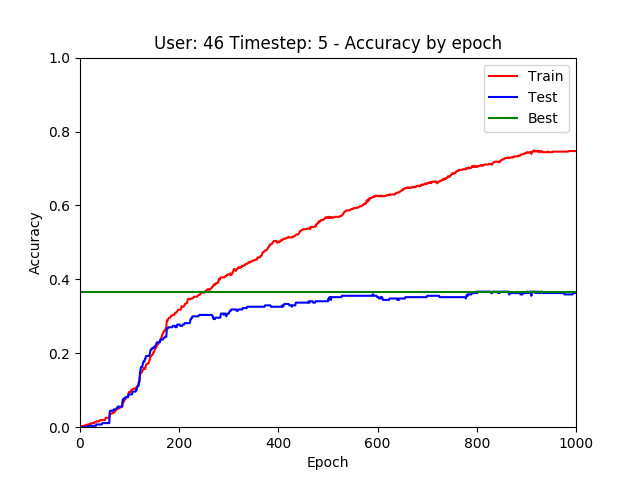 User: 46 Timestep: 5 - Accuracy by epoch
1.0
0.8
0.6
0.4
0.2
0.0
Accuracy
Train
Test
Best
0 200 400 600 800 1000
Epoch